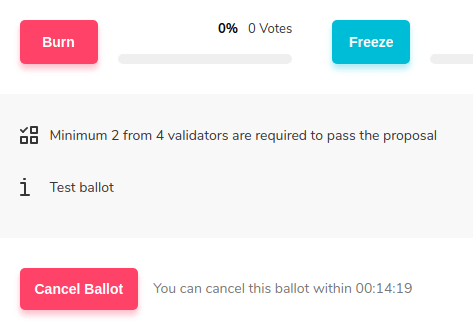 Burn 0% 0 Votes Freeze
Minimum 2 from 4 validators are required to pass the proposal
Test ballot
Cancel Ballot You can cancel this ballot within 00:14:19